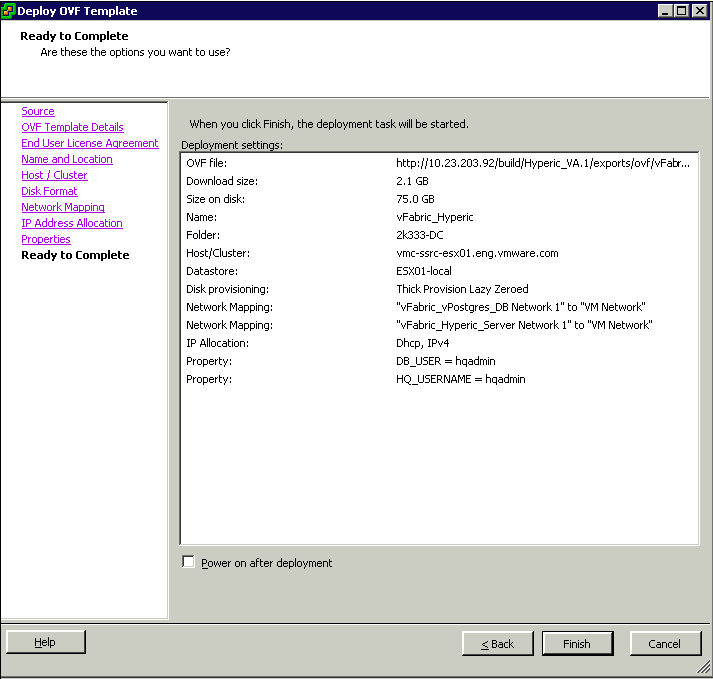 Deploy OVF Template
Ready to Complete
Are these the options you want to use?
Source
OVF Template Details
End User License Agreement
Name and Location
Host / Cluster
Disk Format
Network Mapping
IP Address Allocation
Properties
Ready to Complete
When you click Finish, the deployment task will be started.
Deployment settings:
OVF file: http://10.23.203.92/build/Hyperic_VA.1/exports/ovf/vFabr...
Download size: 2.1 GB
Size on disk: 75.0 GB
Name: vFabric_Hyperic
Folder: 2k333-DC
Host/Cluster: vmc-ssrc-esx01.eng.vmware.com
Datastore: ESX01-local
Disk provisioning: Thick Provision Lazy Zeroed
Network Mapping: "vFabric_vPostgres_DB Network 1" to "VM Network"
Network Mapping: "vFabric_Hyperic_Server Network 1" to "VM Network"
IP Allocation: Dhcp, IPv4
Property: DB_USER = hqadmin
Property: HQ_USERNAME = hqadmin
Power on after deployment
Help
< Back
Finish
Cancel